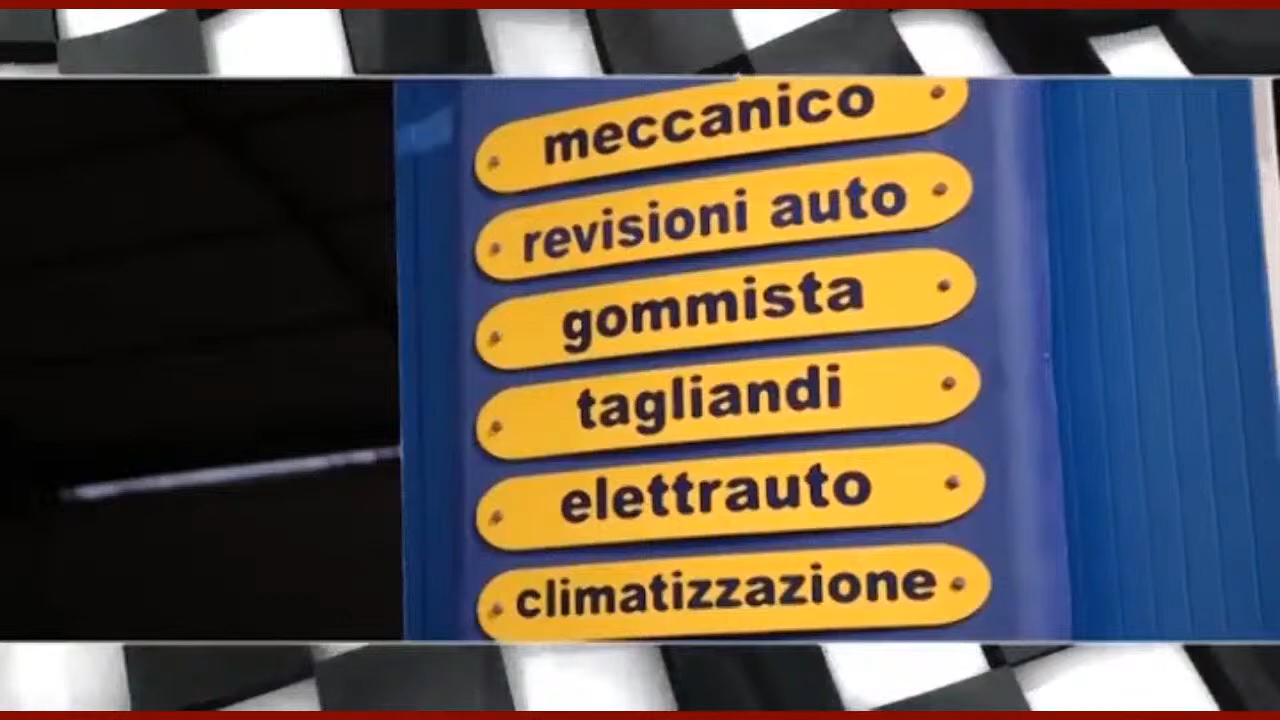 meccanico
revisioni auto
gommista
tagliandi
elettrauto
climatizzazione